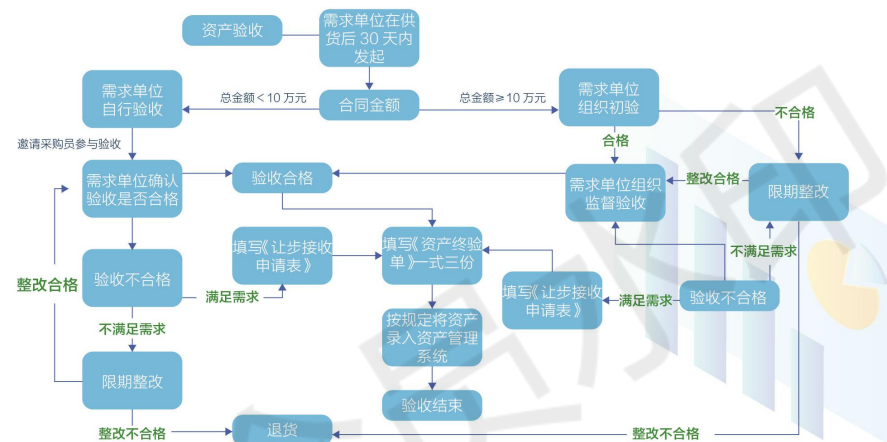 资产验收
需求单位在供
货后 30 天内
发起
需求单位
自行验收
总金额＜10 万元
合同金额
总金额≥10 万元
需求单位
组织初验
不合格
邀请采购员参与验收
合格
需求单位确认
验收是否合格
验收合格
需求单位组织
监督验收
整改合格
限期整改
填写《让步接收
申请表》
填写《资产终验
单》一式三份
不满足需求
整改合格
验收不合格
满足需求
填写《让步接收
申请表》
满足需求
验收不合格
不满足需求
按规定将资产
录入资产管理
系统
限期整改
验收结束
整改不合格
退货
整改不合格